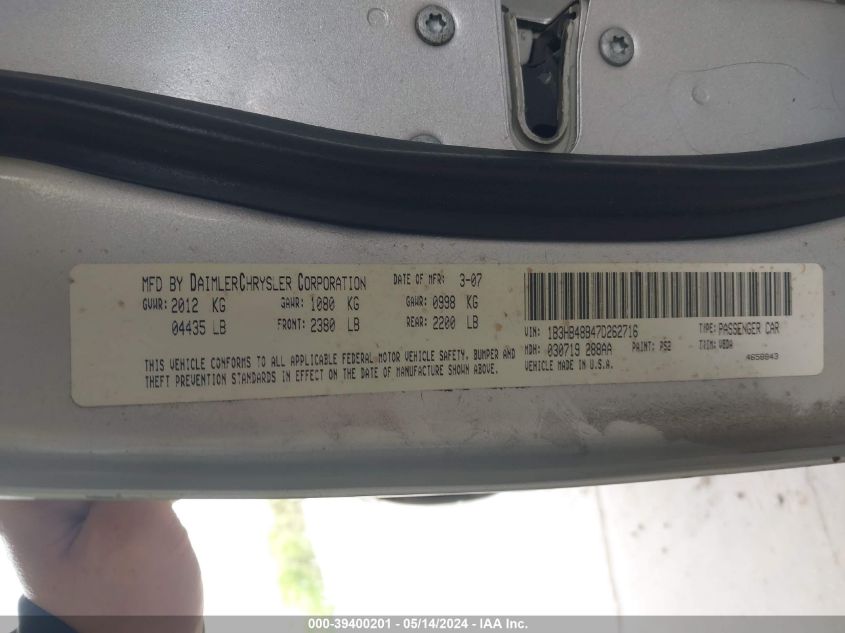 MFD BY DAIMLERCHRYSLER CORPORATION DATE OF MFR: 3-07
GVWR: 2012 KG GAWR: 1080 KG GAWR: 0998 KG
04435 LB FRONT: 2380 LB REAR: 2200 LB
THIS VEHICLE CONFORMS TO ALL APPLICABLE FEDERAL MOTOR VEHICLE SAFETY, BUMPER AND
THEFT PREVENTION STANDARDS IN EFFECT ON THE DATE OF MANUFACTURE SHOWN ABOVE.
VIN: 1B3HB48B47D262716 TYPE: PASSENGER CAR
MDH: 030719 288AA PAINT: PS2 TRIM: VBDA
VEHICLE MADE IN U.S.A. 4658843
000-39400201 - 05/14/2024 - IAA Inc.